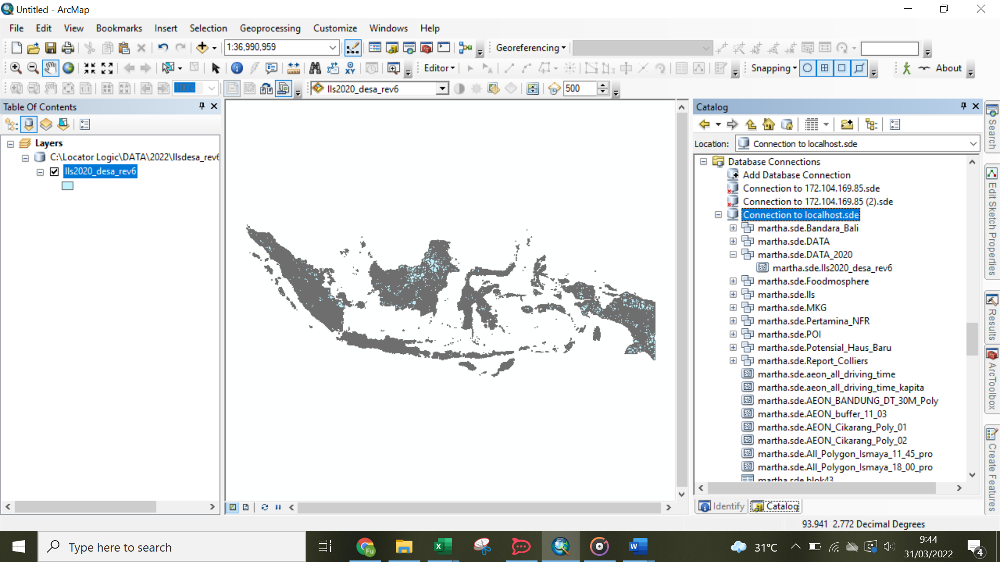 Untitled - ArcMap
File Edit View Bookmarks Insert Selection Geoprocessing Customize Windows Help
1:36,990,959
Georeferencing
Editor
Snapping
About
100%
lls2020_desa_rev6
500
Table Of Contents
Layers
C:\Locator Logic\DATA\2022\llsdesa_rev6
lls2020_desa_rev6
Catalog
Location: Connection to localhost.sde
Database Connections
Add Database Connection
Connection to 172.104.169.85.sde
Connection to 172.104.169.85 (2).sde
Connection to localhost.sde
martha.sde.Bandara_Bali
martha.sde.DATA
martha.sde.DATA_2020
martha.sde.lls2020_desa_rev6
martha.sde.Foodmosphere
martha.sde.lls
martha.sde.MKG
martha.sde.Pertamina_NFR
martha.sde.POI
martha.sde.Potensial_Haus_Baru
martha.sde.Report_Colliers
martha.sde.aeon_all_driving_time
martha.sde.aeon_all_driving_time_kapita
martha.sde.AEON_BANDUNG_DT_30M_Poly
martha.sde.AEON_buffer_11_03
martha.sde.AEON_Cikarang_Poly_01
martha.sde.AEON_Cikarang_Poly_02
martha.sde.All_Polygon_Ismaya_11_45_pro
martha.sde.All_Polygon_Ismaya_18_00_pro
martha.sde.blok43
Identify Catalog
Search
Edit Sketch Properties
Results
ArcToolbox
Create Features
93.941 2.772 Decimal Degrees
Type here to search
Fu
31°C
9:44
31/03/2022
4